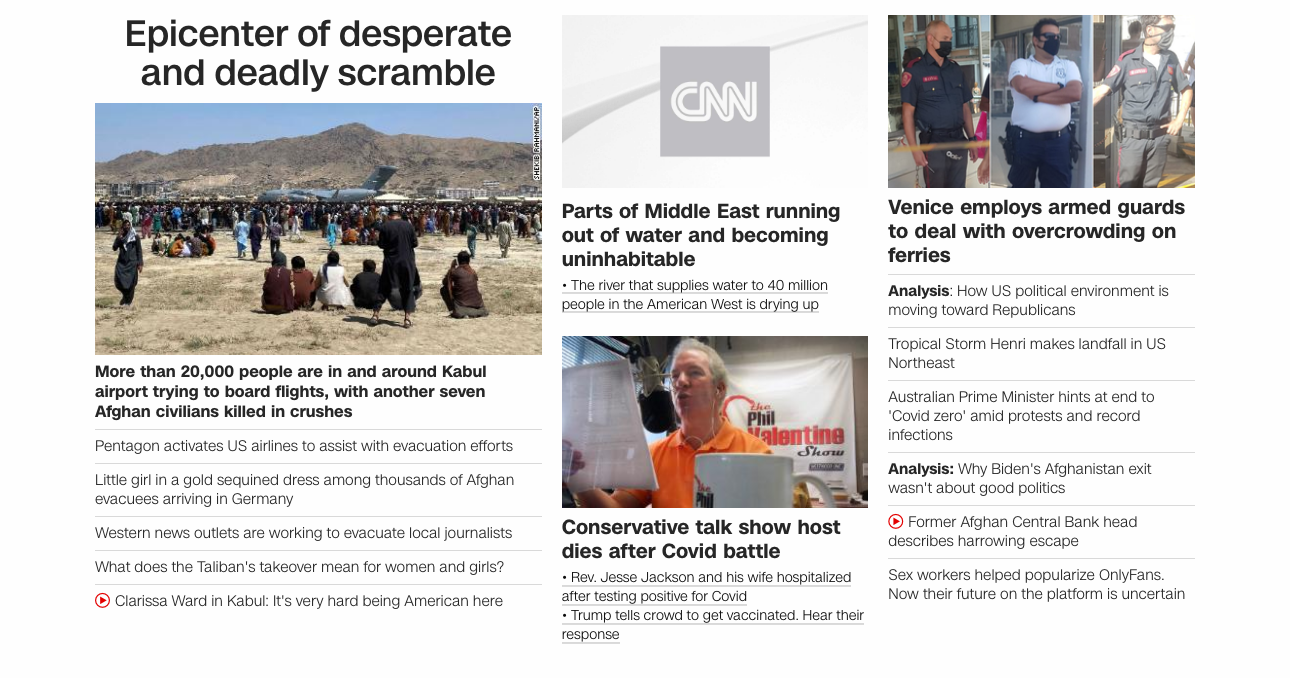 Epicenter of desperate
and deadly scramble
SHEKIB RAHMANI/AP
More than 20,000 people are in and around Kabul
airport trying to board flights, with another seven
Afghan civilians killed in crushes
Pentagon activates US airlines to assist with evacuation efforts
Little girl in a gold sequined dress among thousands of Afghan
evacuees arriving in Germany
Western news outlets are working to evacuate local journalists
What does the Taliban's takeover mean for women and girls?
Clarissa Ward in Kabul: It's very hard being American here
CNN
Parts of Middle East running
out of water and becoming
uninhabitable
• The river that supplies water to 40 million
people in the American West is drying up
the
Phil
Valentine
Show
the
Phil
Conservative talk show host
dies after Covid battle
• Rev. Jesse Jackson and his wife hospitalized
after testing positive for Covid
• Trump tells crowd to get vaccinated. Hear their
response
Venice employs armed guards
to deal with overcrowding on
ferries
Analysis: How US political environment is
moving toward Republicans
Tropical Storm Henri makes landfall in US
Northeast
Australian Prime Minister hints at end to
'Covid zero' amid protests and record
infections
Analysis: Why Biden's Afghanistan exit
wasn't about good politics
Former Afghan Central Bank head
describes harrowing escape
Sex workers helped popularize OnlyFans.
Now their future on the platform is uncertain